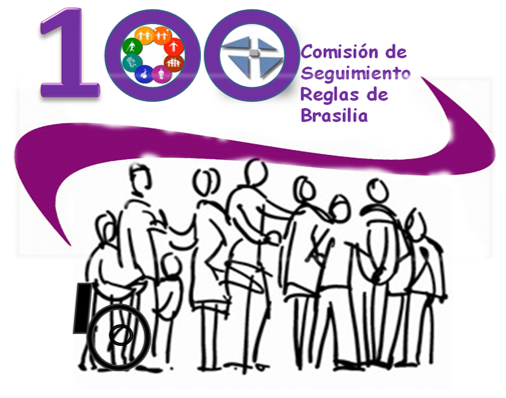 100
Comisión de
Seguimiento
Reglas de
Brasilia